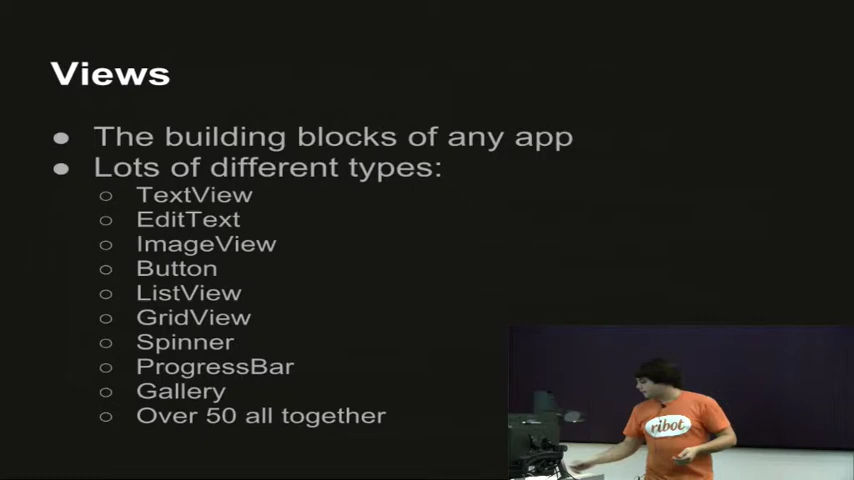 Views
● The building blocks of any app
● Lots of different types:
○ TextView
○ EditText
○ ImageView
○ Button
○ ListView
○ GridView
○ Spinner
○ ProgressBar
○ Gallery
○ Over 50 all together
ribot